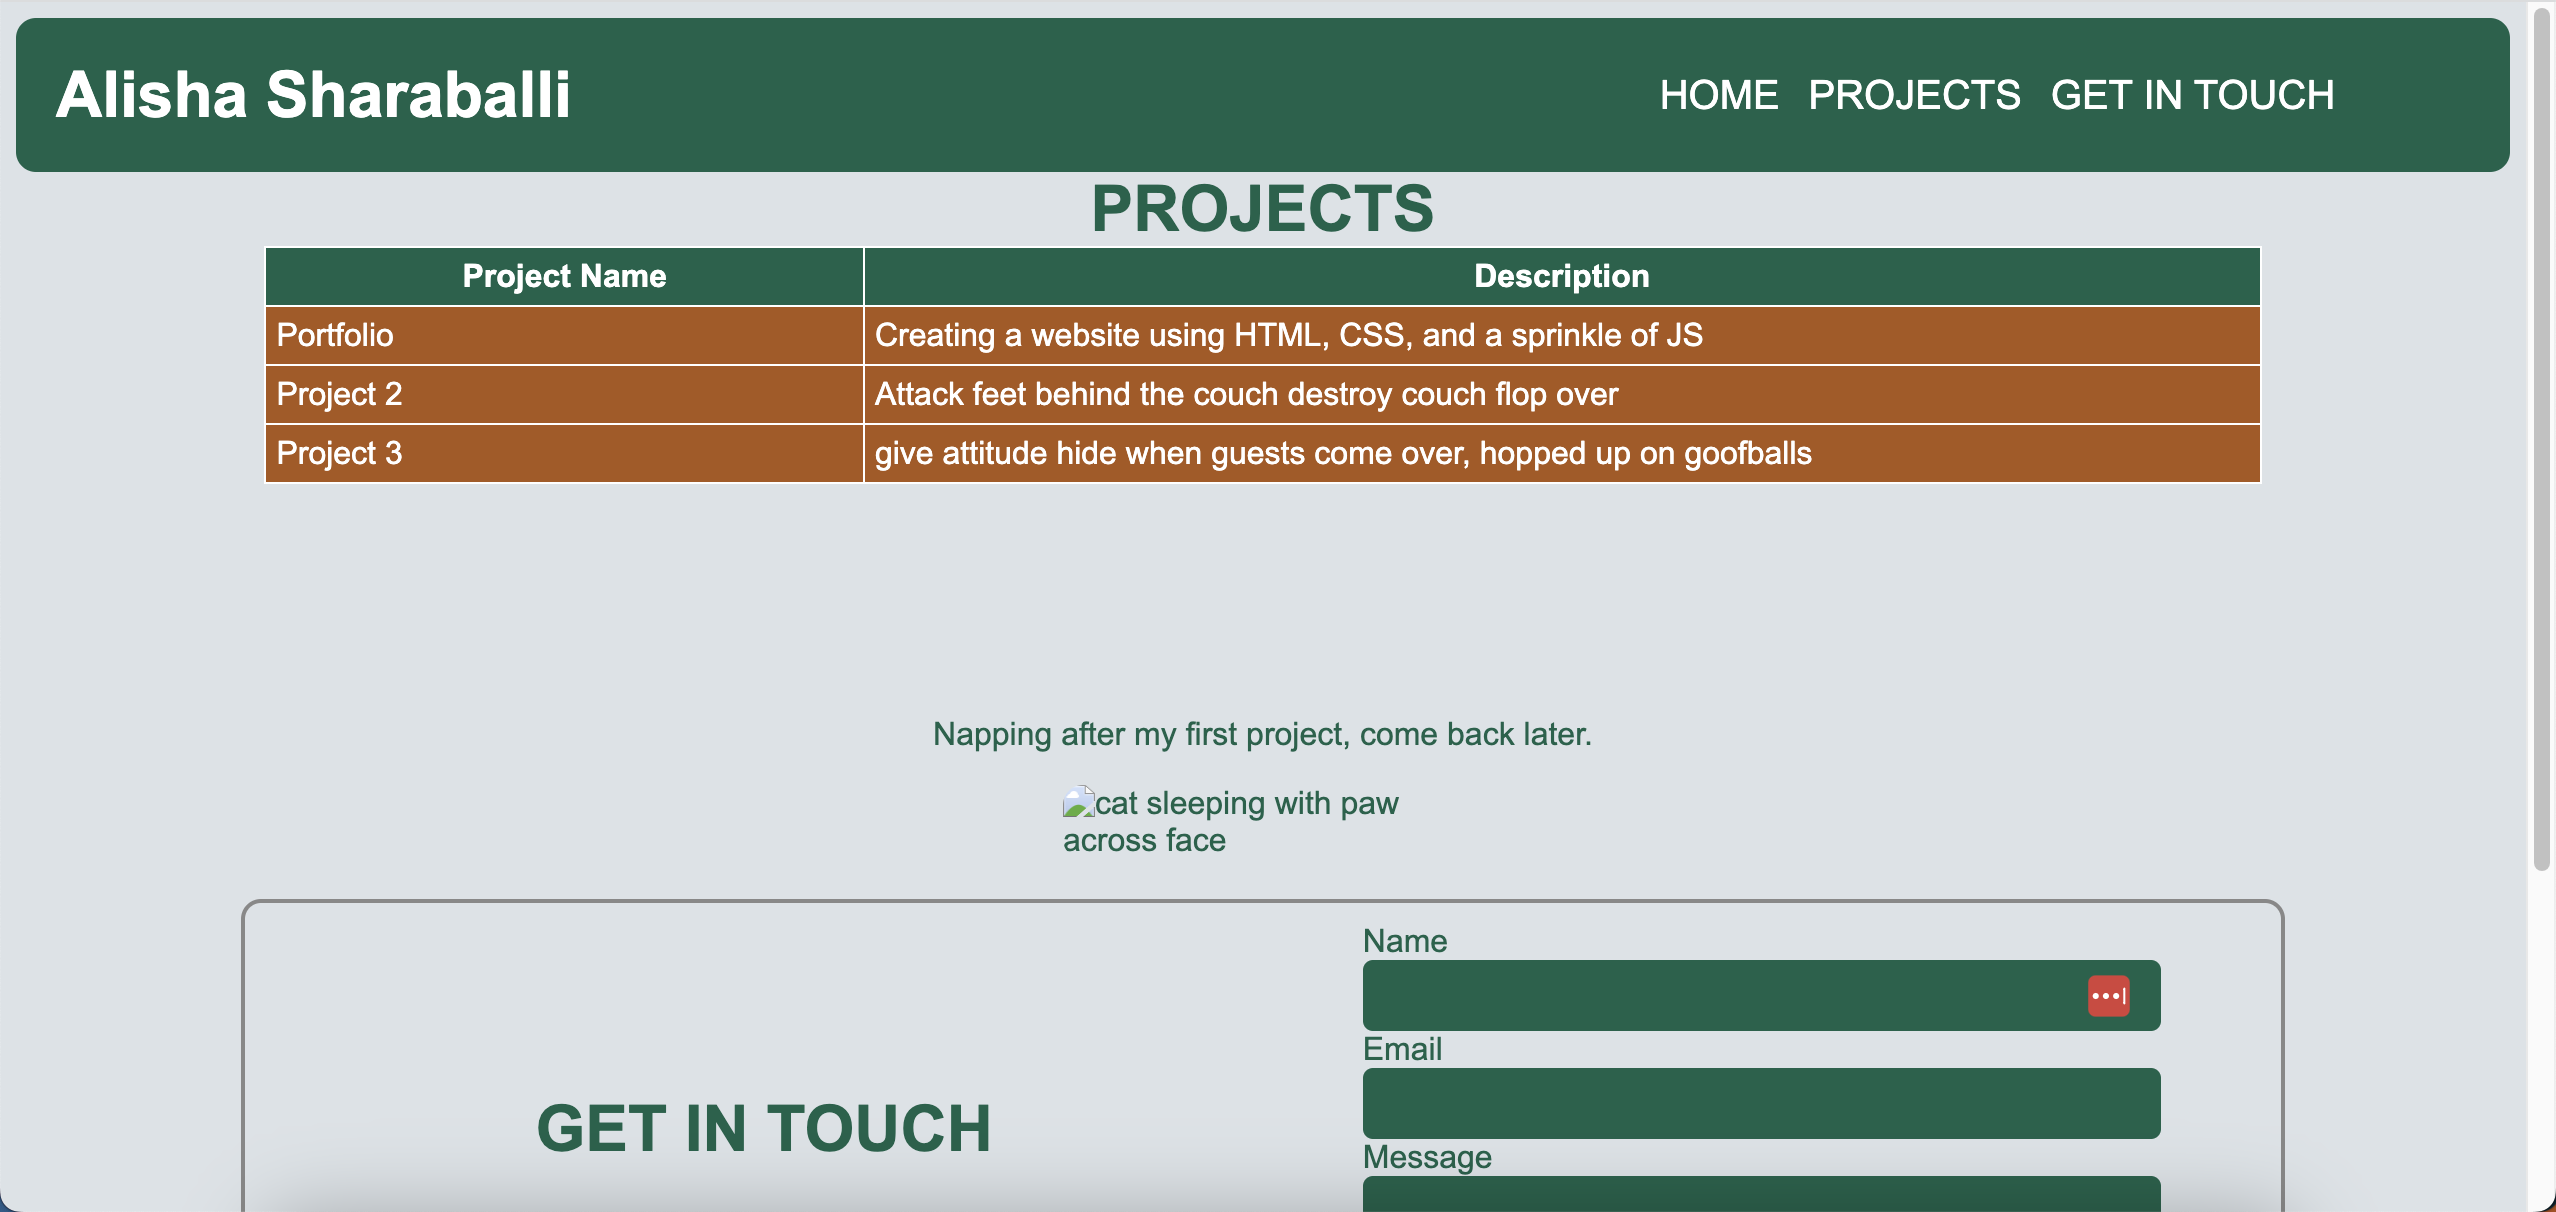 Alisha Sharaballi
HOME PROJECTS GET IN TOUCH
PROJECTS
Project Name Description
Portfolio Creating a website using HTML, CSS, and a sprinkle of JS
Project 2 Attack feet behind the couch destroy couch flop over
Project 3 give attitude hide when guests come over, hopped up on goofballs
Napping after my first project, come back later.
cat sleeping with paw
across face
GET IN TOUCH
Name
Email
Message